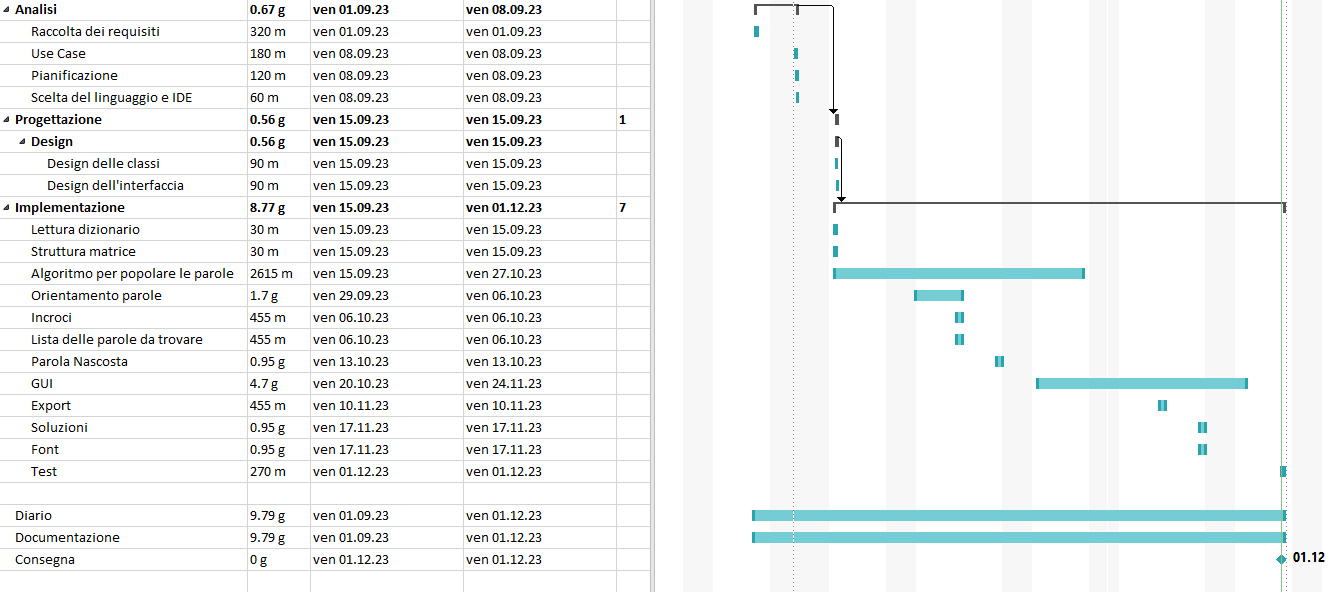 Analisi 0.67 g ven 01.09.23 ven 08.09.23
Raccolta dei requisiti 320 m ven 01.09.23 ven 01.09.23
Use Case 180 m ven 08.09.23 ven 08.09.23
Pianificazione 120 m ven 08.09.23 ven 08.09.23
Scelta del linguaggio e IDE 60 m ven 08.09.23 ven 08.09.23
Progettazione 0.56 g ven 15.09.23 ven 15.09.23 1
Design 0.56 g ven 15.09.23 ven 15.09.23
Design delle classi 90 m ven 15.09.23 ven 15.09.23
Design dell'interfaccia 90 m ven 15.09.23 ven 15.09.23
Implementazione 8.77 g ven 15.09.23 ven 01.12.23 7
Lettura dizionario 30 m ven 15.09.23 ven 15.09.23
Struttura matrice 30 m ven 15.09.23 ven 15.09.23
Algoritmo per popolare le parole 2615 m ven 15.09.23 ven 27.10.23
Orientamento parole 1.7 g ven 29.09.23 ven 06.10.23
Incroci 455 m ven 06.10.23 ven 06.10.23
Lista delle parole da trovare 455 m ven 06.10.23 ven 06.10.23
Parola Nascosta 0.95 g ven 13.10.23 ven 13.10.23
GUI 4.7 g ven 20.10.23 ven 24.11.23
Export 455 m ven 10.11.23 ven 10.11.23
Soluzioni 0.95 g ven 17.11.23 ven 17.11.23
Font 0.95 g ven 17.11.23 ven 17.11.23
Test 270 m ven 01.12.23 ven 01.12.23
Diario 9.79 g ven 01.09.23 ven 01.12.23
Documentazione 9.79 g ven 01.09.23 ven 01.12.23
Consegna 0 g ven 01.12.23 ven 01.12.23 01.12